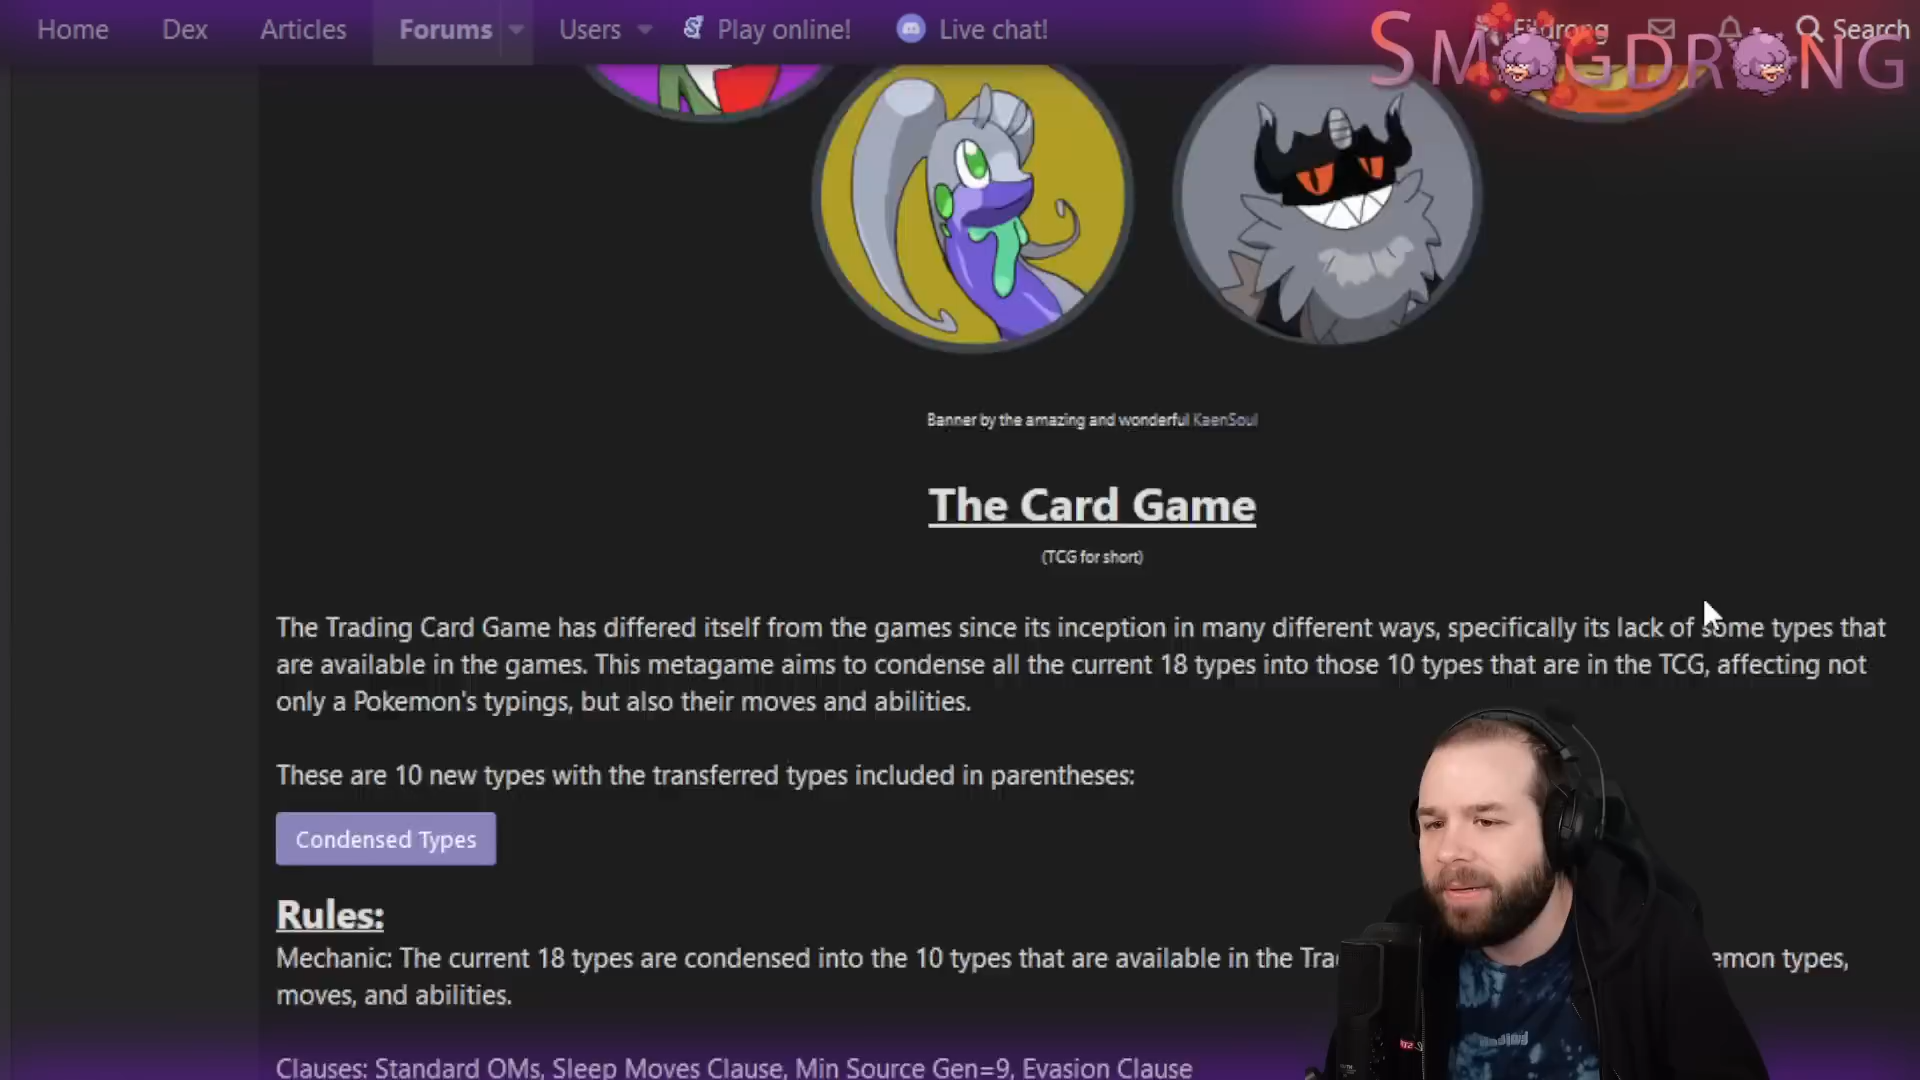 Home Dex Articles Forums Users Play online! Live chat! Search
SMOGDRONG
Banner by the amazing and wonderful KaenSoul
The Card Game
(TCG for short)
The Trading Card Game has differed itself from the games since its inception in many different ways, specifically its lack of some types that
are available in the games. This metagame aims to condense all the current 18 types into those 10 types that are in the TCG, affecting not
only a Pokemon's typings, but also their moves and abilities.
These are 10 new types with the transferred types included in parentheses:
Condensed Types
Rules:
Mechanic: The current 18 types are condensed into the 10 types that are available in the Tra emon types,
moves, and abilities.
Clauses: Standard OMs, Sleep Moves Clause, Min Source Gen=9, Evasion Clause